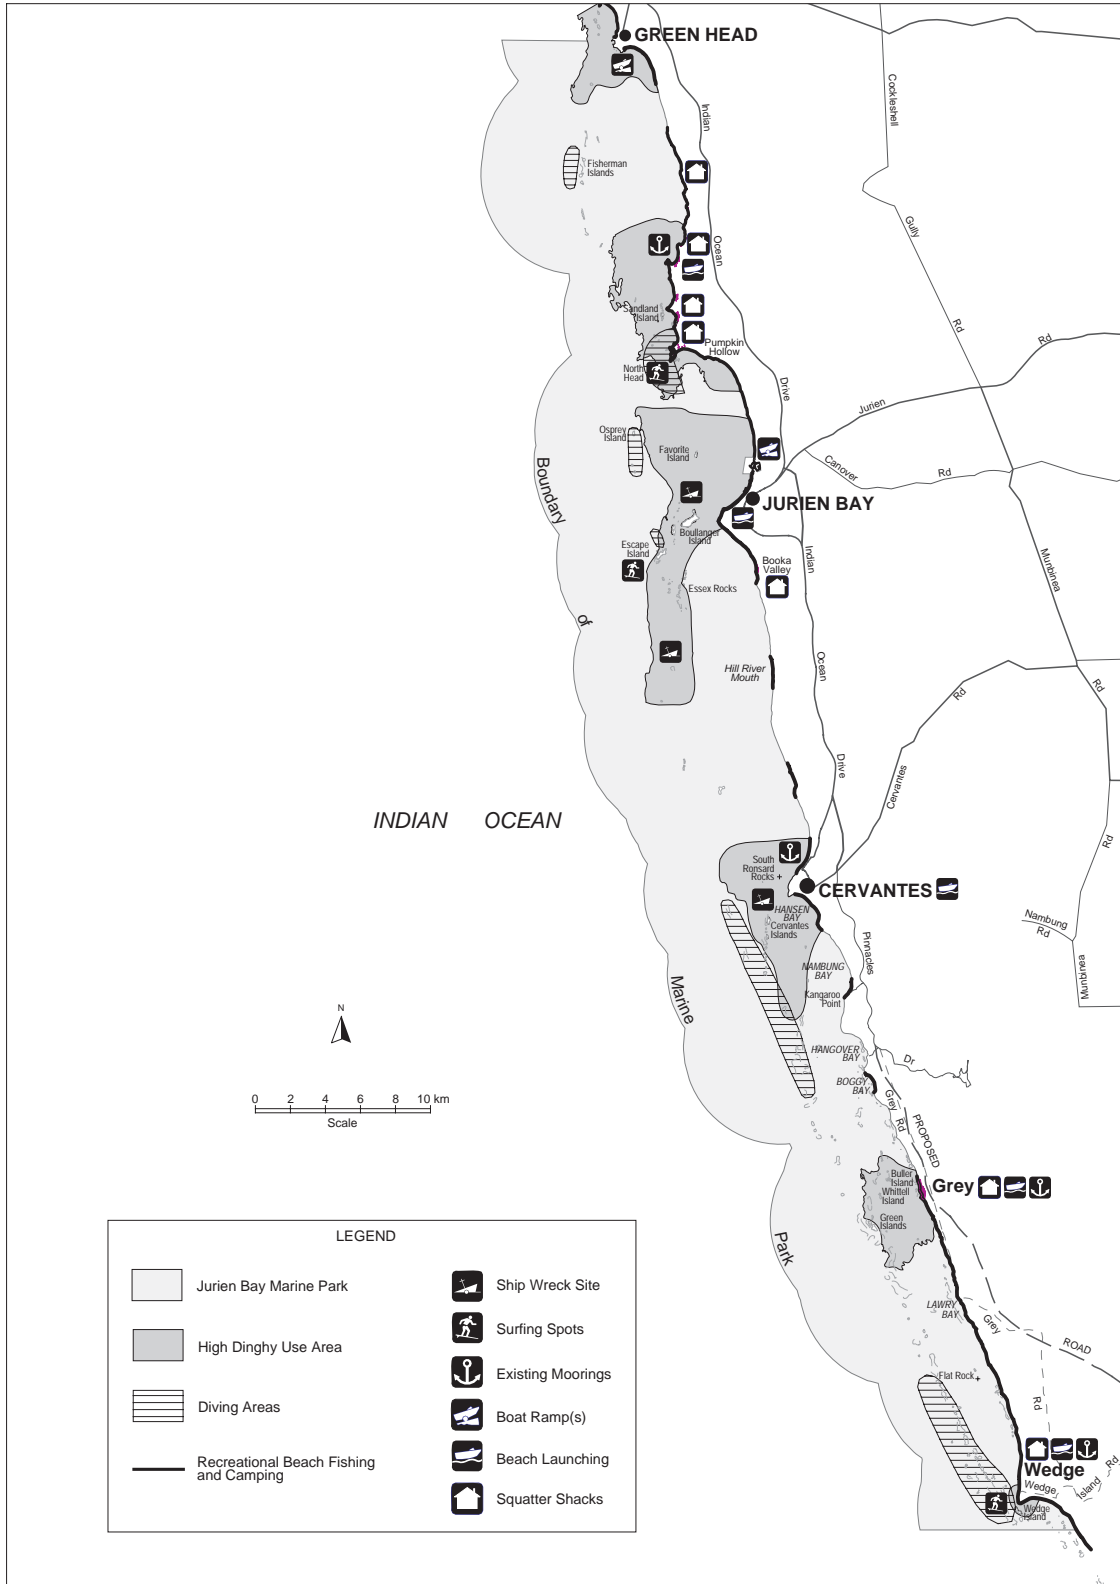 GREEN HEAD
Cockleshell
Indian
Fisherman
Islands
Gully
Ocean
Sandland
Island
Rd
Rd
Pumpkin
Hollow
North
Head
Drive
Jurien
Osprey
Island
Favorite
Island
Canover
Rd
Boundary
JURIEN BAY
Boullanger
Island
Escape
Island
Indian
Munbinea
Booka
Valley
Essex Rocks
of
Ocean
Hill River
Mouth
Rd
Rd
Drive
Cervantes
INDIAN OCEAN
Rd
South
Ronsard
Rocks +
CERVANTES
HANSEN
BAY
Cervantes
Islands
Nambung
Rd
Pinnacles
NAMBUNG
BAY
Munbinea
Marine
Kangaroo
Point
N
HANGOVER
BAY
Dr
BOGGY
BAY
0 2 4 6 8 10 km
Scale
Grey
Rd
PROPOSED
Buller
Island
Whittell
Island
Grey
Green
Islands
Park
LAWRY
BAY
Grey
ROAD
Flat Rock +
Rd
Wedge
Rd
Wedge
Island
Wedge
Island
LEGEND
Jurien Bay Marine Park
High Dinghy Use Area
Diving Areas
Recreational Beach Fishing
and Camping
Ship Wreck Site
Surfing Spots
Existing Moorings
Boat Ramp(s)
Beach Launching
Squatter Shacks